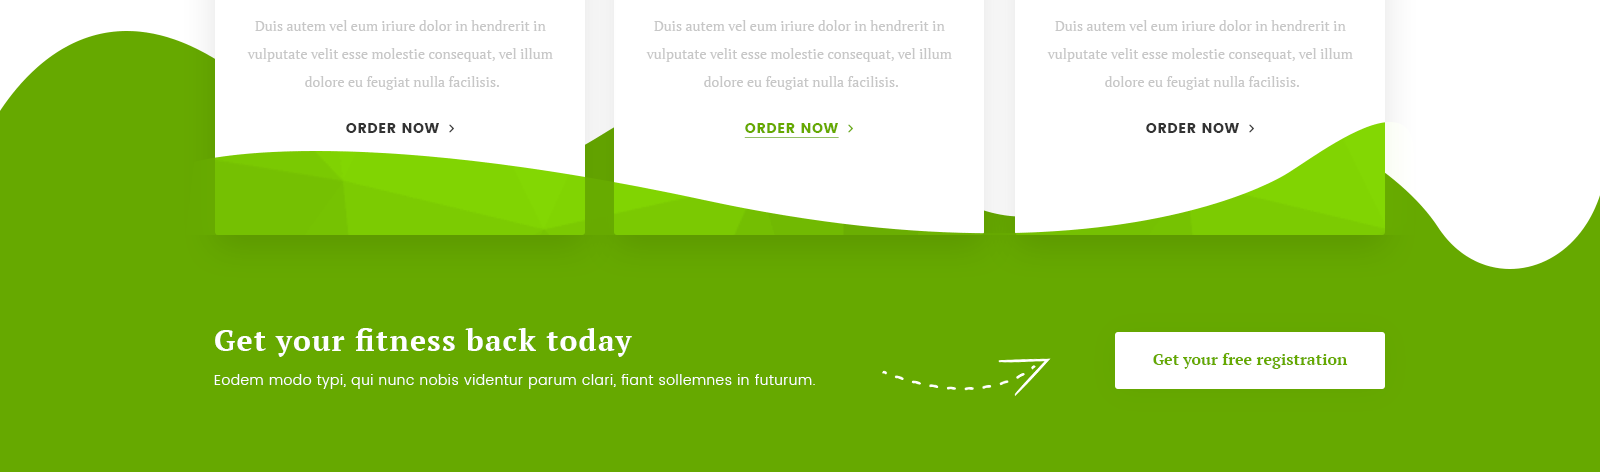 Duis autem vel eum iriure dolor in hendrerit in
vulputate velit esse molestie consequat, vel illum
dolore eu feugiat nulla facilisis.
ORDER NOW
Duis autem vel eum iriure dolor in hendrerit in
vulputate velit esse molestie consequat, vel illum
dolore eu feugiat nulla facilisis.
ORDER NOW
Duis autem vel eum iriure dolor in hendrerit in
vulputate velit esse molestie consequat, vel illum
dolore eu feugiat nulla facilisis.
ORDER NOW
Get your fitness back today
Eodem modo typi, qui nunc nobis videntur parum clari, fiant sollemnes in futurum.
Get your free registration